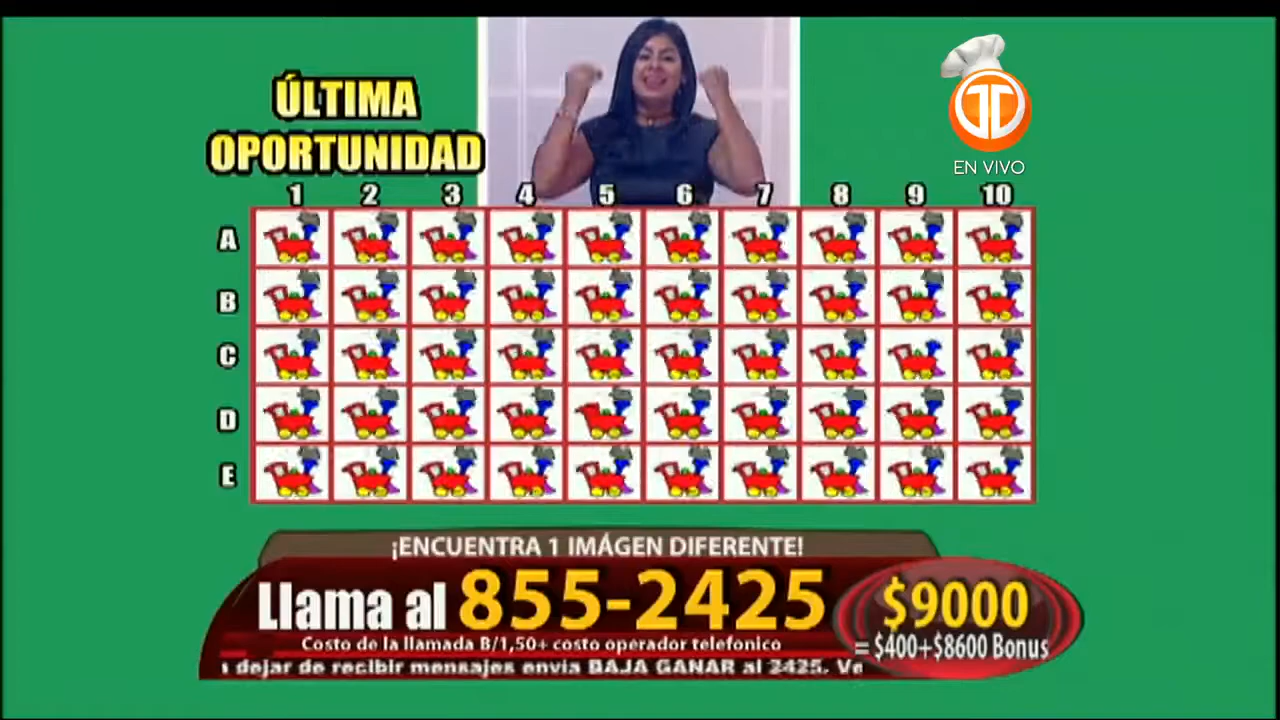 ÚLTIMA
OPORTUNIDAD
EN VIVO
1 2 3 4 5 6 7 8 9 10
A
B
C
D
E
¡ENCUENTRA 1 IMÁGEN DIFERENTE!
Llama al 855-2425
$9000
Costo de la llamada B/1,50+ costo operador telefonico
= $400+$8600 Bonus
dejar de recibir mensajes envia BAJA GANAR al 2425. Ve